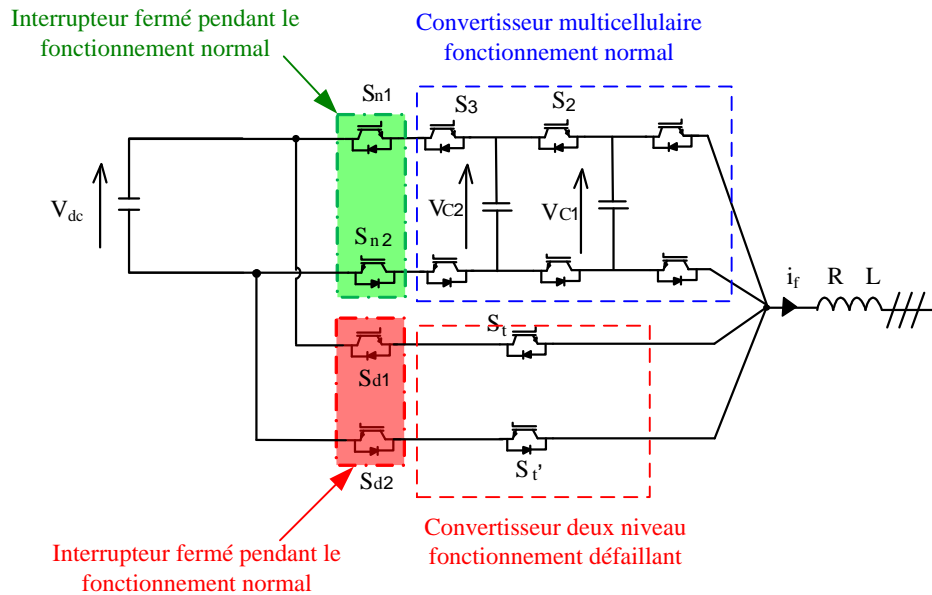 Interrupteur fermé pendant le
fonctionnement normal
Convertisseur multicellulaire
fonctionnement normal
Sn1
S3
S2
Vdc
VC2
VC1
Sn2
if
R
L
St
Sd1
St'
Sd2
Interrupteur fermé pendant le
fonctionnement normal
Convertisseur deux niveau
fonctionnement défaillant